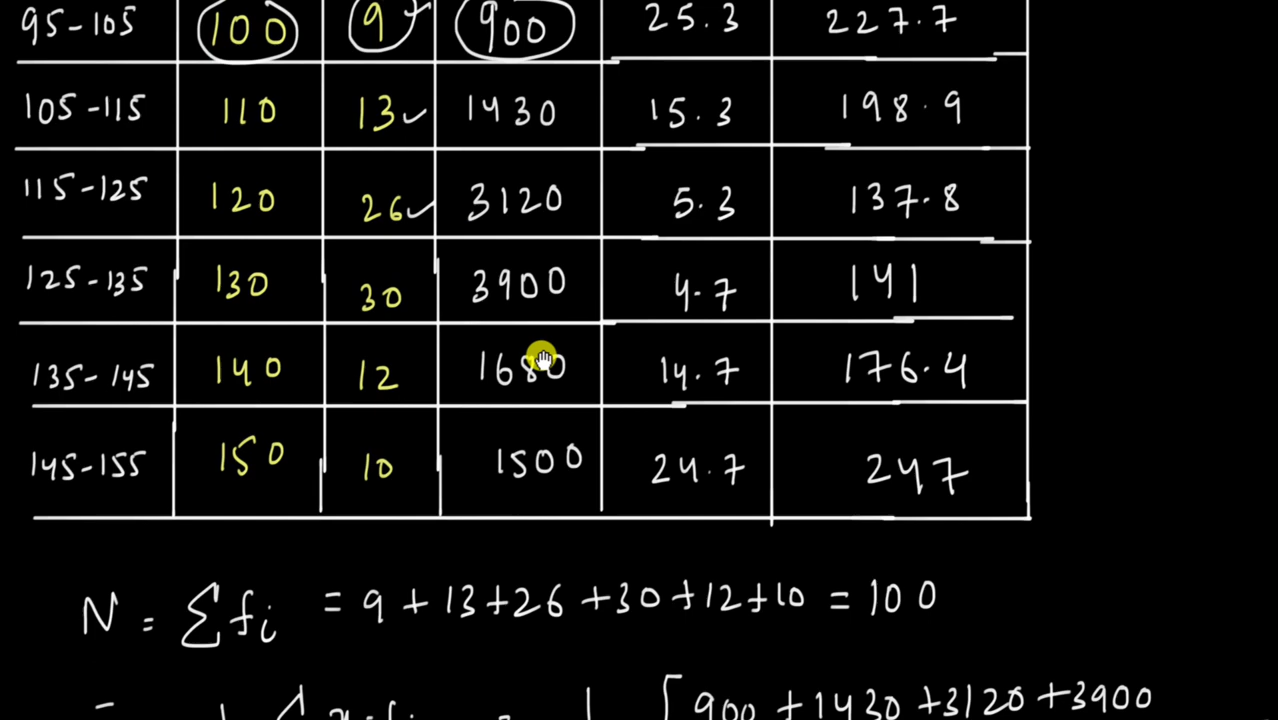 95-105 100 9 900 25.3 227.7
105-115 110 13 1430 15.3 198.9
115-125 120 26 3120 5.3 137.8
125-135 130 30 3900 4.7 141
135-145 140 12 1680 14.7 176.4
145-155 150 10 1500 24.7 247
N = ∑fi = 9+13+26+30+12+10 = 100
900+1430+3120+3900